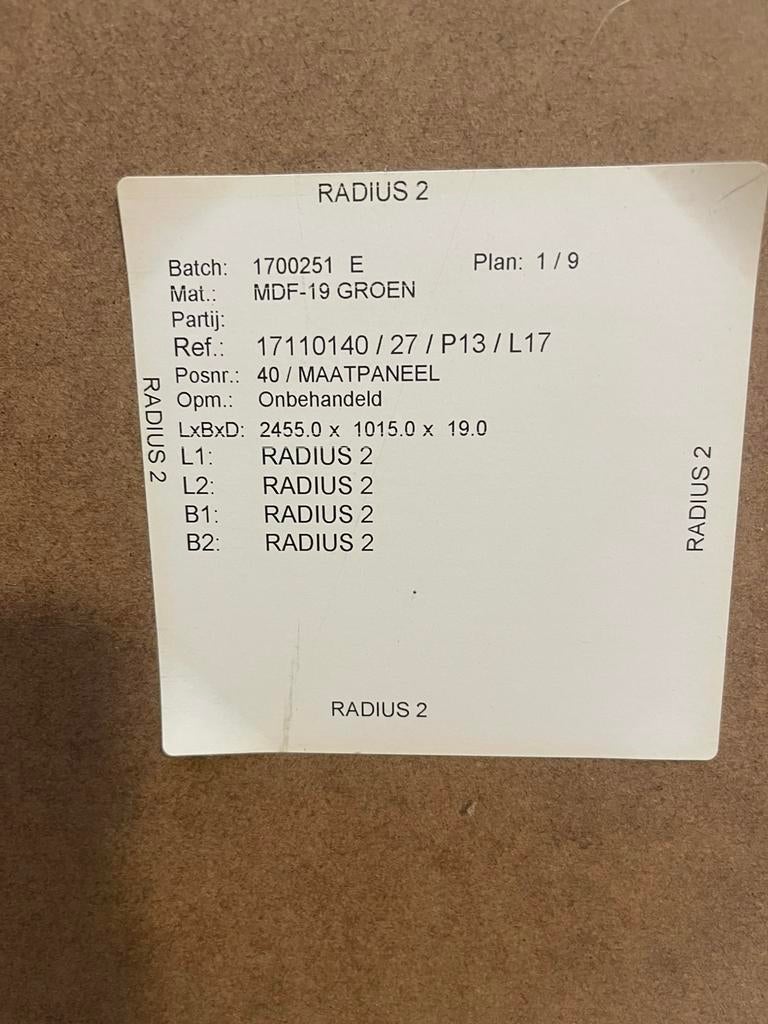 RADIUS 2
Batch: 1700251 E Plan: 1 / 9
Mat.: MDF-19 GROEN
Partij:
Ref.: 17110140 / 27 / P13 / L17
Posnr.: 40 / MAATPANEEL
Opm.: Onbehandeld
LxBxD: 2455.0 x 1015.0 x 19.0
L1: RADIUS 2
L2: RADIUS 2
B1: RADIUS 2
B2: RADIUS 2
RADIUS 2
RADIUS 2
RADIUS 2